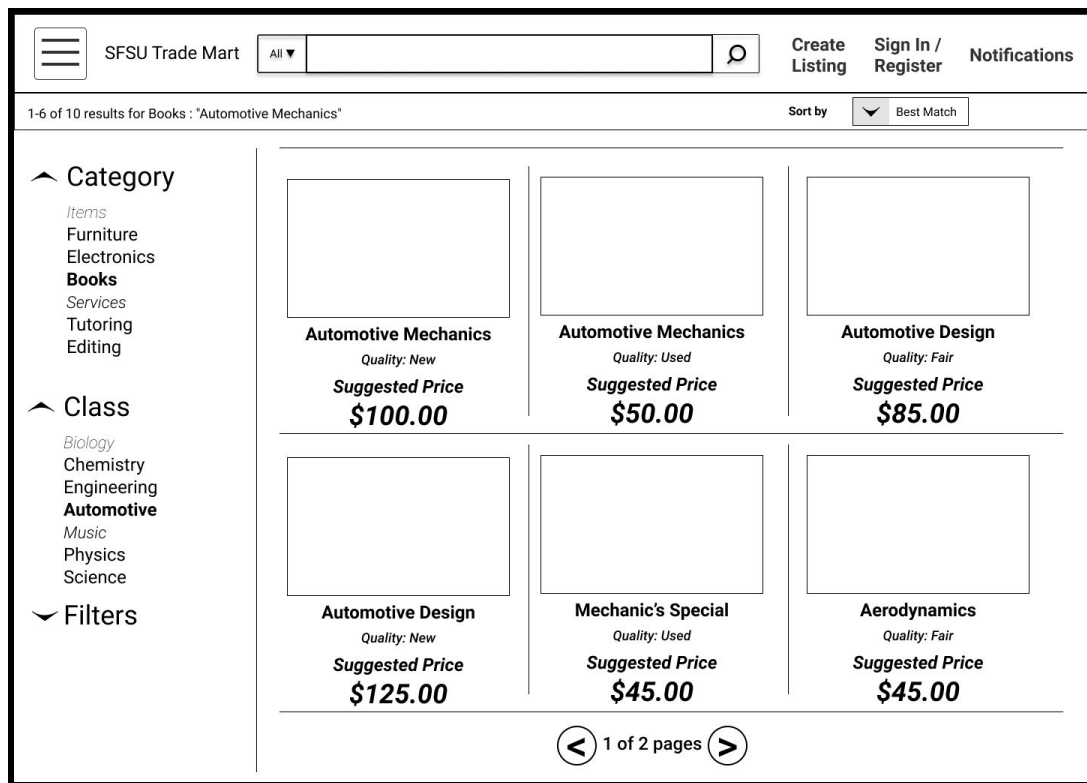 SFSU Trade Mart
All ▼
Create
Listing
Sign In /
Register
Notifications
1-6 of 10 results for Books : "Automotive Mechanics"
Sort by
Best Match
Category
Items
Furniture
Electronics
Books
Services
Tutoring
Editing
Class
Biology
Chemistry
Engineering
Automotive
Music
Physics
Science
Filters
Automotive Mechanics
Quality: New
Suggested Price
$100.00
Automotive Mechanics
Quality: Used
Suggested Price
$50.00
Automotive Design
Quality: Fair
Suggested Price
$85.00
Automotive Design
Quality: New
Suggested Price
$125.00
Mechanic's Special
Quality: Used
Suggested Price
$45.00
Aerodynamics
Quality: Fair
Suggested Price
$45.00
< 1 of 2 pages >